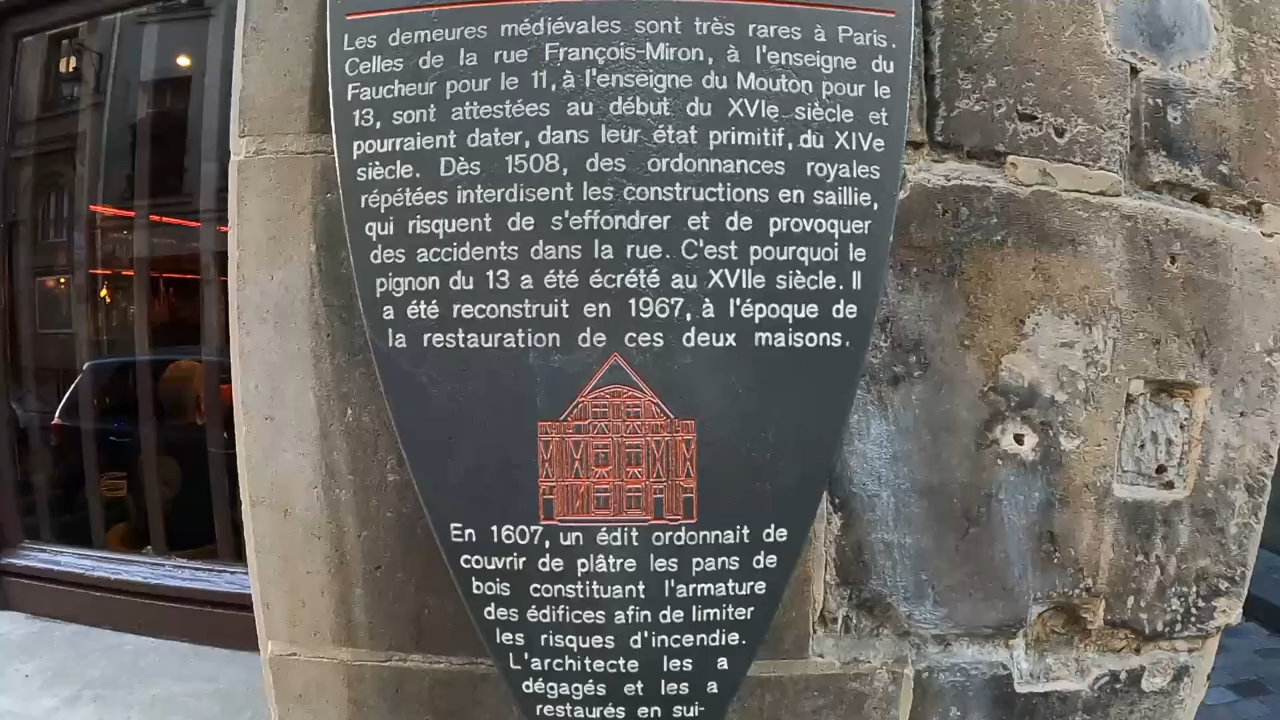 Les demeures médiévales sont très rares à Paris.
Celles de la rue François-Miron, à l'enseigne du
Faucheur pour le 11, à l'enseigne du Mouton pour le
13, sont attestées au début du XVIe siècle et
pourraient dater, dans leur état primitif, du XIVe
siècle. Dès 1508, des ordonnances royales
répétées interdisent les constructions en saillie,
qui risquent de s'effondrer et de provoquer
des accidents dans la rue. C'est pourquoi le
pignon du 13 a été écrété au XVIIe siècle. Il
a été reconstruit en 1967, à l'époque de
la restauration de ces deux maisons.
En 1607, un édit ordonnait de
couvrir de plâtre les pans de
bois constituant l'armature
des édifices afin de limiter
les risques d'incendie.
L'architecte les a
dégagés et les a
restaurés en sui-